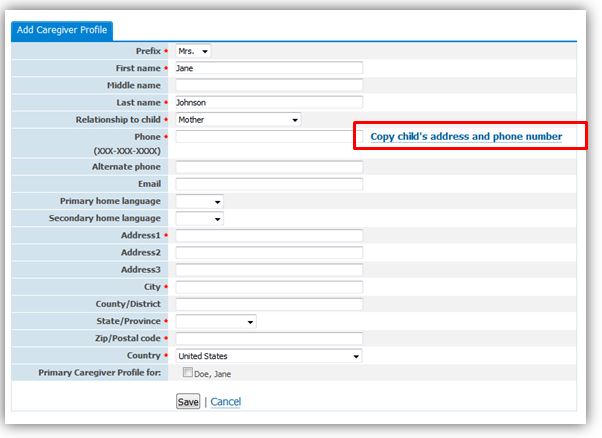 Add Caregiver Profile
Prefix * Mrs.
First name * Jane
Middle name
Last name * Johnson
Relationship to child * Mother
Phone * Copy child's address and phone number
(XXX-XXX-XXXX)
Alternate phone
Email
Primary home language
Secondary home language
Address1 *
Address2
Address3
City *
County/District
State/Province *
Zip/Postal code *
Country * United States
Primary Caregiver Profile for: Doe, Jane
Save | Cancel